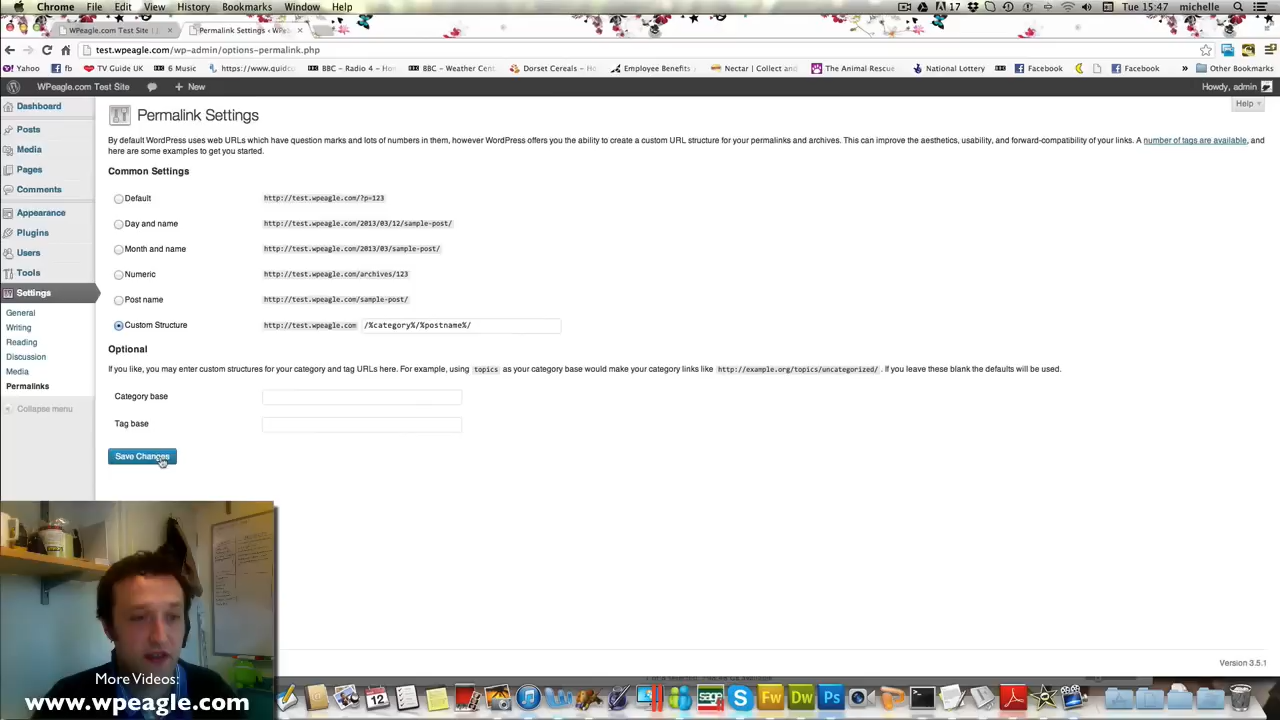 Chrome File Edit View History Bookmarks Window Help
17 Tue 15:47 michelle
WPeagle.com Test Site | Permalink Settings ‹ WPe
test.wpeagle.com/wp-admin/options-permalink.php
Yahoo fb TV Guide UK 6 Music BBC - Radio 4 - Ho BBC - Weather Cent Dorset Cereals - Ho Employee Benefits Nectar | Collect and The Animal Rescue National Lottery Facebook Facebook » Other Bookmarks
WPeagle.com Test Site + New Howdy, admin
Help
Dashboard
Posts
Media
Pages
Comments
Appearance
Plugins
Users
Tools
Settings
General
Writing
Reading
Discussion
Media
Permalinks
Collapse menu
Permalink Settings
By default WordPress uses web URLs which have question marks and lots of numbers in them, however WordPress offers you the ability to create a custom URL structure for your permalinks and archives. This can improve the aesthetics, usability, and forward-compatibility of your links. A number of tags are available, and
here are some examples to get you started.
Common Settings
Default http://test.wpeagle.com/?p=123
Day and name http://test.wpeagle.com/2013/03/12/sample-post/
Month and name http://test.wpeagle.com/2013/03/sample-post/
Numeric http://test.wpeagle.com/archives/123
Post name http://test.wpeagle.com/sample-post/
Custom Structure http://test.wpeagle.com /%category%/%postname%/
Optional
If you like, you may enter custom structures for your category and tag URLs here. For example, using topics as your category base would make your category links like http://example.org/topics/uncategorized/ . If you leave these blank the defaults will be used.
Category base
Tag base
Save Changes
Version 3.5.1
More Videos:
www.wpeagle.com